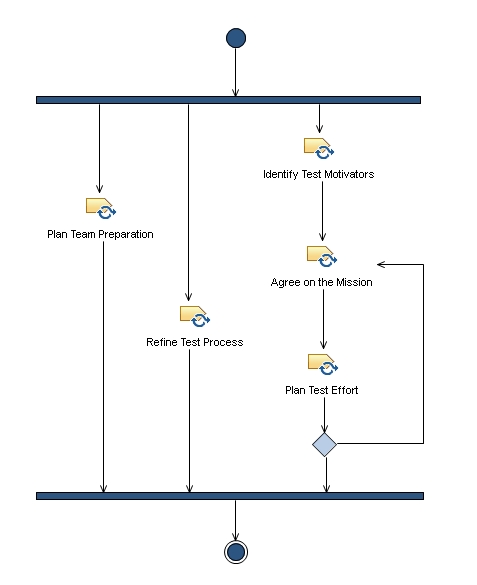 Identify Test Motivators
Plan Team Preparation
Agree on the Mission
Refine Test Process
Plan Test Effort